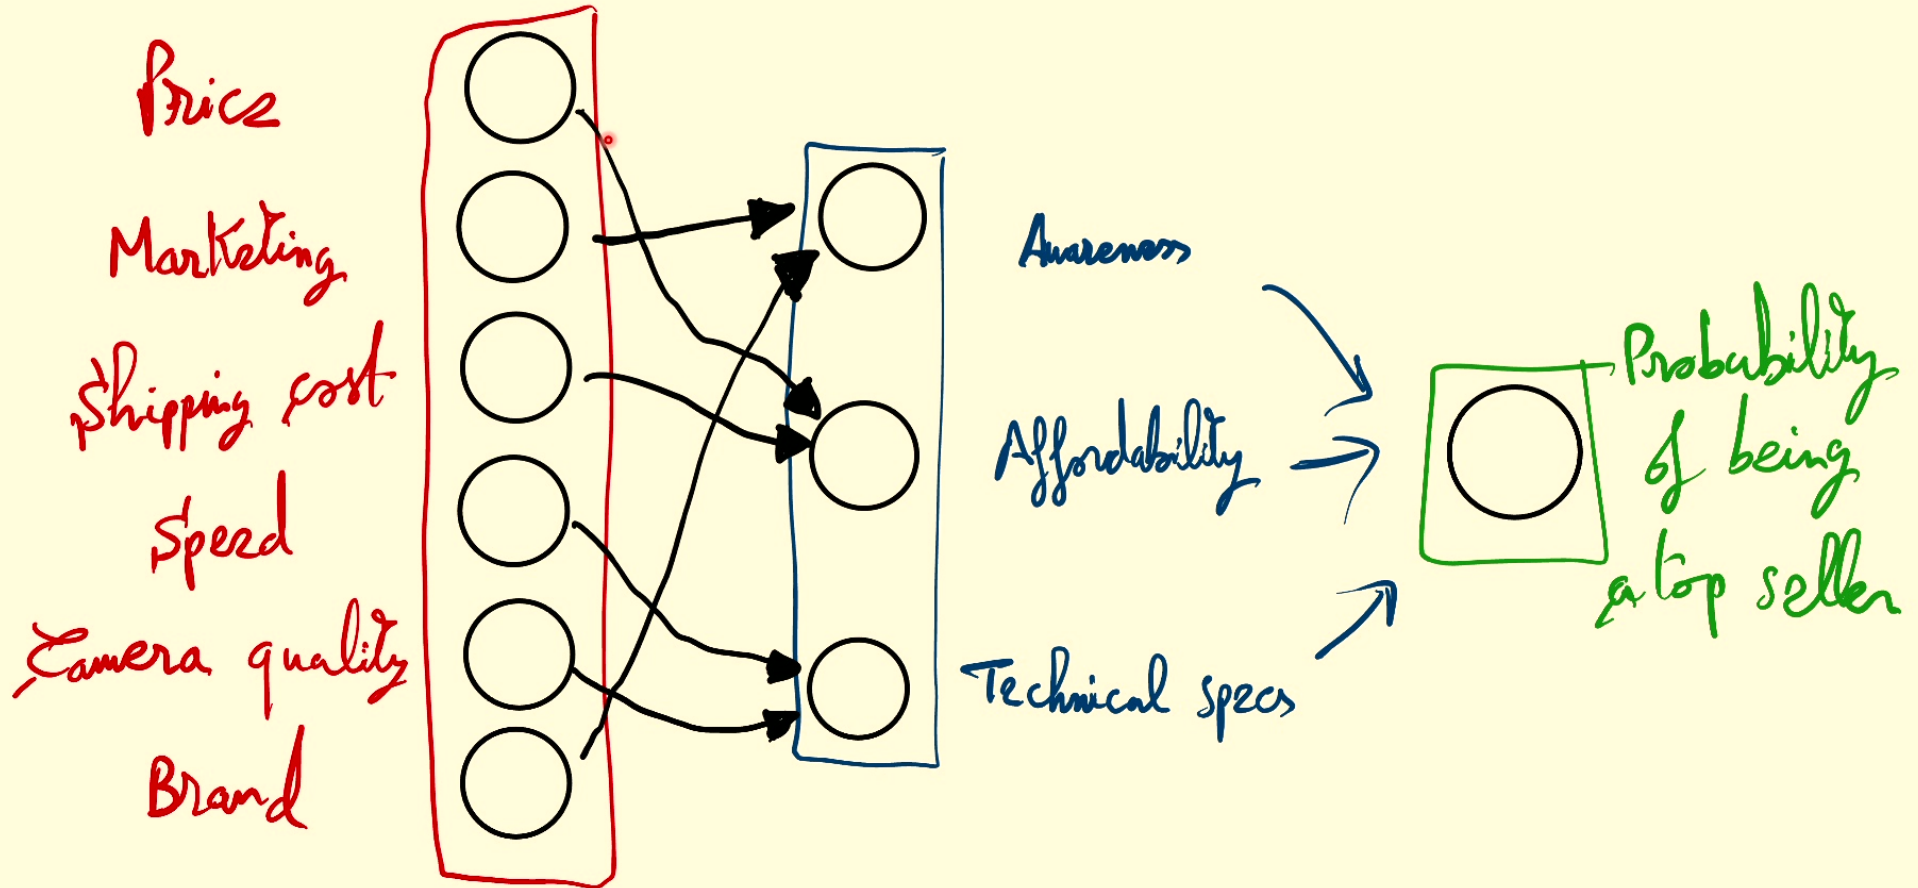 Price
Marketing
Shipping cost
Speed
Camera quality
Brand
Awareness
Affordability
Technical specs
Probability
of being
a top seller